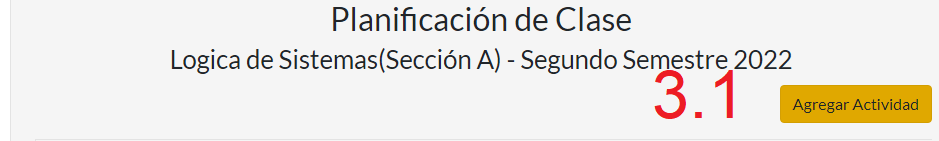 Planificación de Clase
Logica de Sistemas(Sección A) - Segundo Semestre 2022
3.1
Agregar Actividad